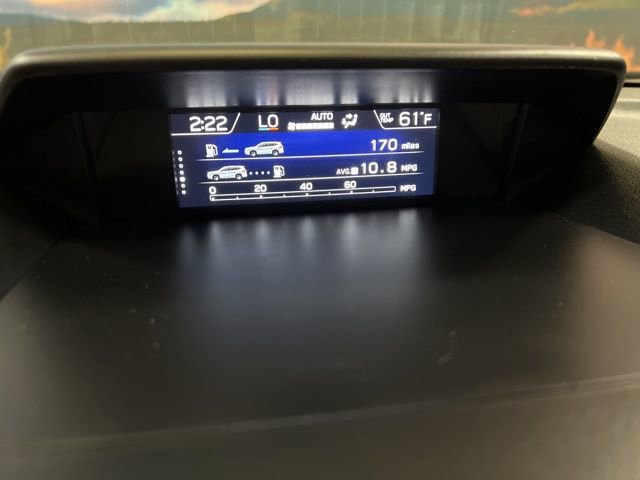 2:22 LO AUTO OUT TEMP 61°F
170 miles
AVG. 10.8 MPG
0 20 40 60 MPG